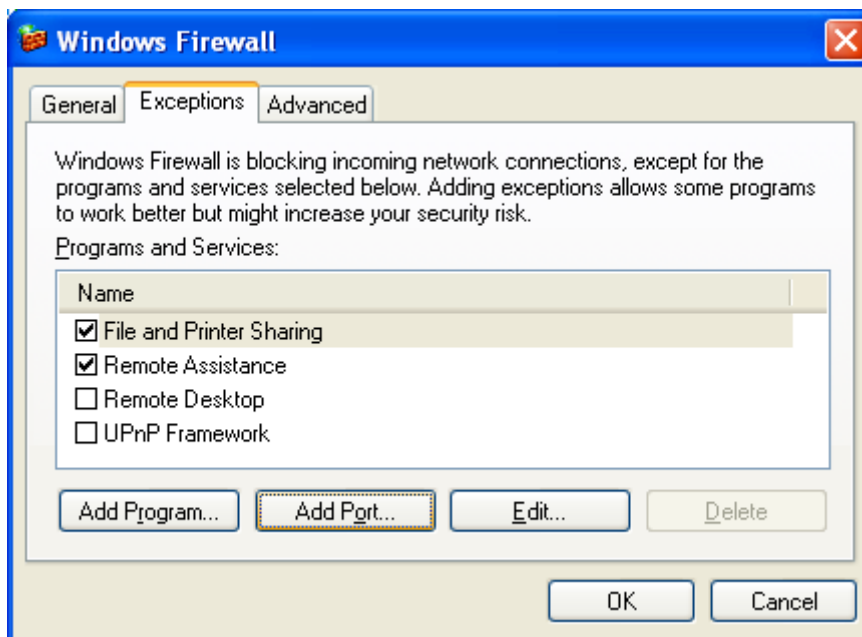 Windows Firewall
General Exceptions Advanced
Windows Firewall is blocking incoming network connections, except for the
programs and services selected below. Adding exceptions allows some programs
to work better but might increase your security risk.
Programs and Services:
Name
File and Printer Sharing
Remote Assistance
Remote Desktop
UPnP Framework
Add Program... Add Port... Edit... Delete
OK Cancel